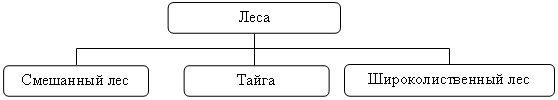 Леса
Смешанный лес
Тайга
Широколиственный лес